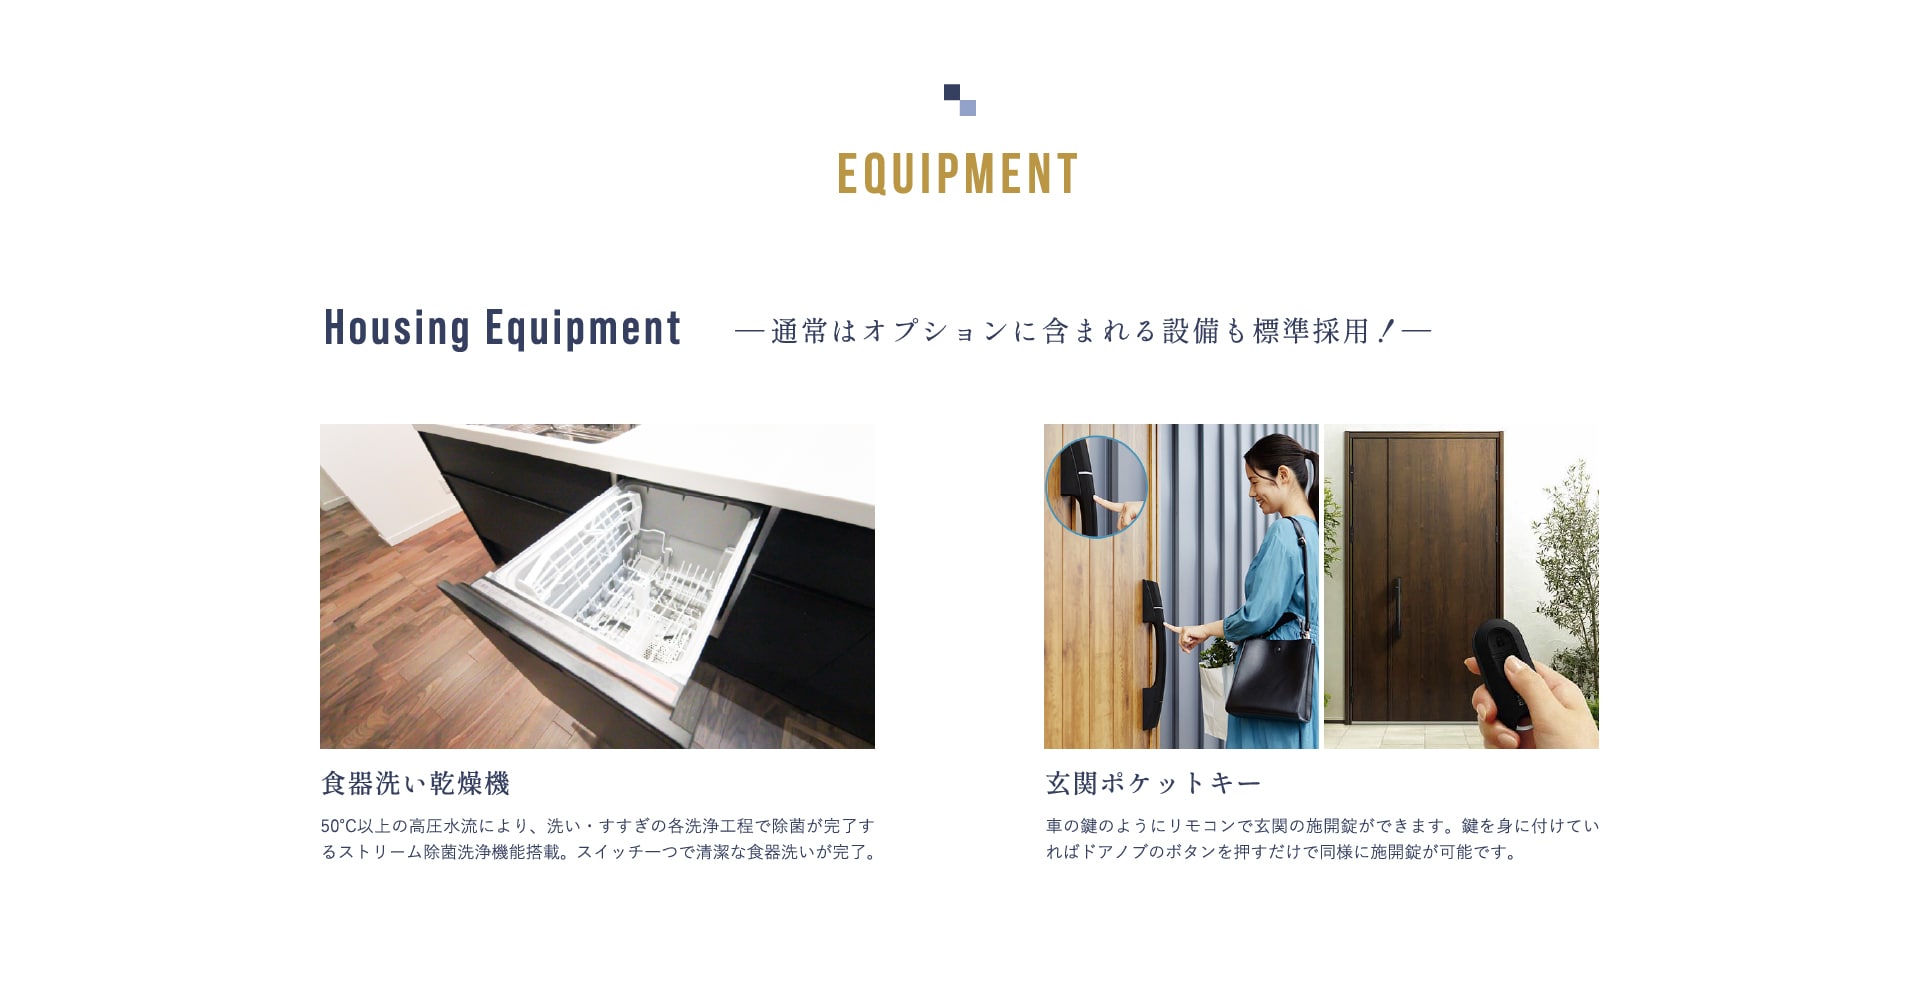 EQUIPMENT
Housing Equipment
—通常はオプションに含まれる設備も標準採用！—
食器洗い乾燥機
50℃以上の高圧水流により、洗い・すすぎの各洗浄工程で除菌が完了す
るストリーム除菌洗浄機能搭載。スイッチ一つで清潔な食器洗いが完了。
玄関ポケットキー
車の鍵のようにリモコンで玄関の施開錠ができます。鍵を身に付けてい
ればドアノブのボタンを押すだけで同様に施開錠が可能です。